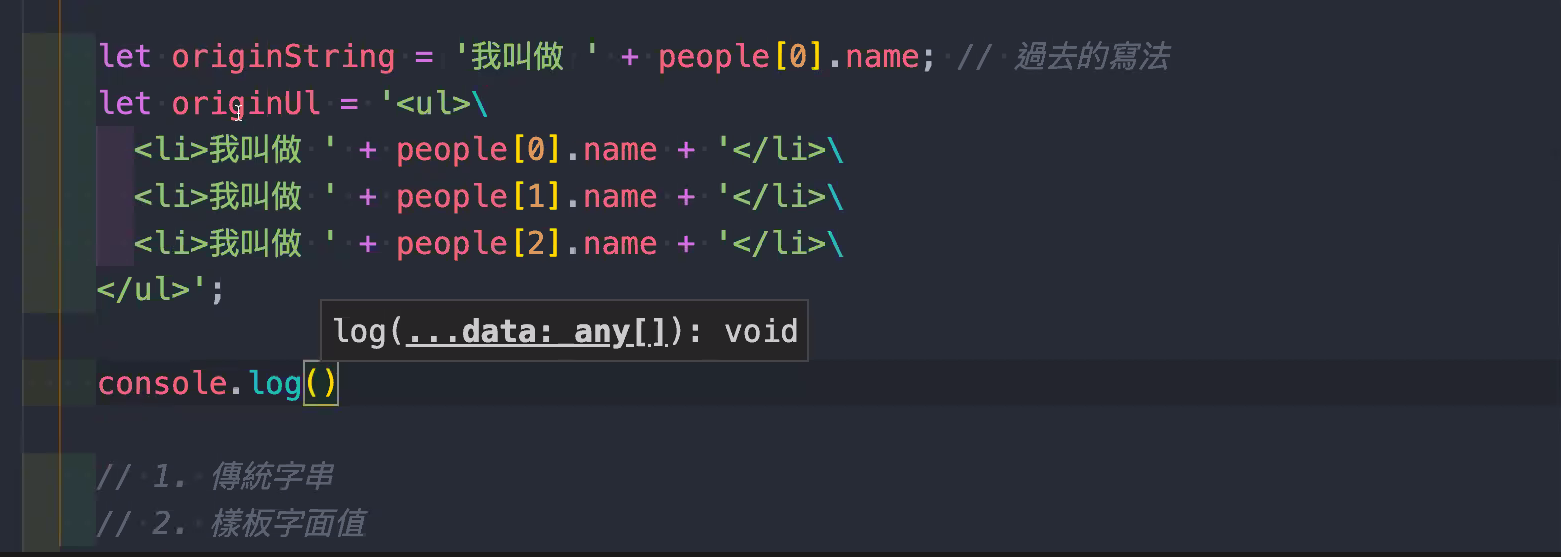 let originString = '我叫做 ' + people[0].name; // 過去的寫法
let originUl = '<ul>\
  <li>我叫做 ' + people[0].name + '</li>\
  <li>我叫做 ' + people[1].name + '</li>\
  <li>我叫做 ' + people[2].name + '</li>\
</ul>';
log(...data: any[]): void
console.log()
// 1. 傳統字串
// 2. 樣板字面值